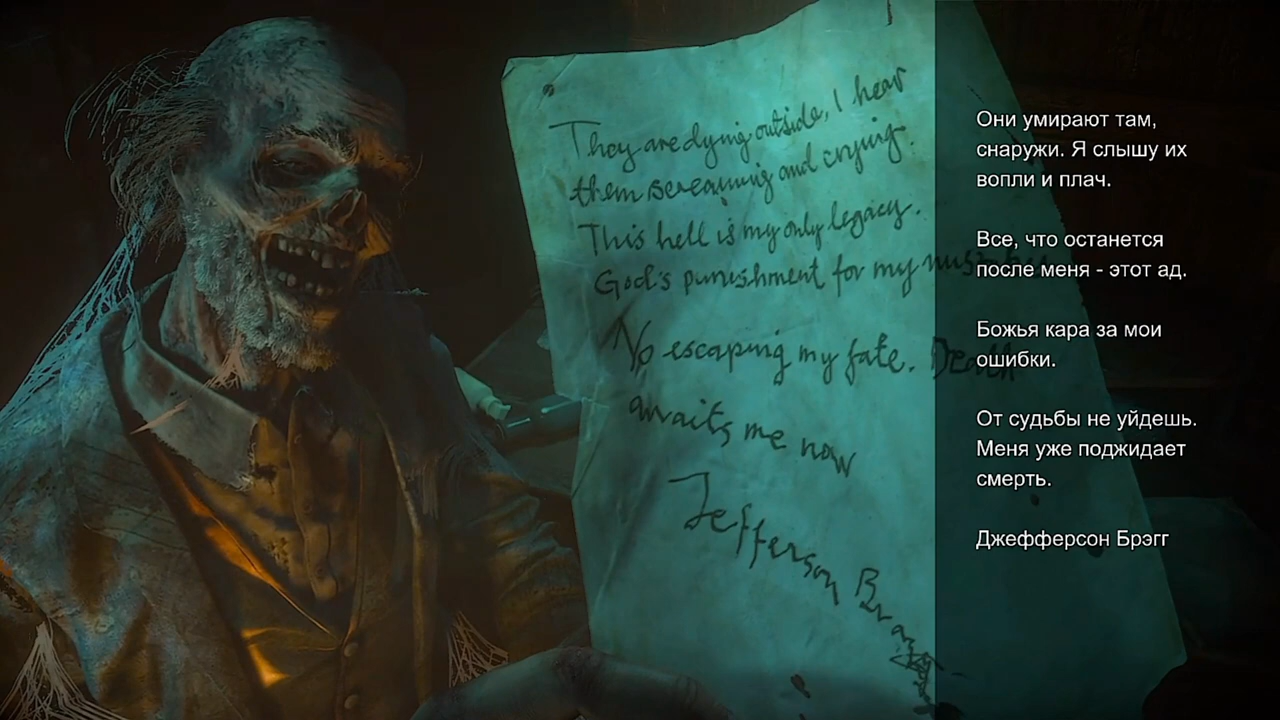 They are dying outside, I hear
them screaming and crying.
This hell is my only legacy.
God's punishment for my mistakes
No escaping my fate. Death
awaits me now
Jefferson Bragg
Они умирают там,
снаружи. Я слышу их
вопли и плач.
Все, что останется
после меня - этот ад.
Божья кара за мои
ошибки.
От судьбы не уйдешь.
Меня уже поджидает
смерть.
Джефферсон Брэгг